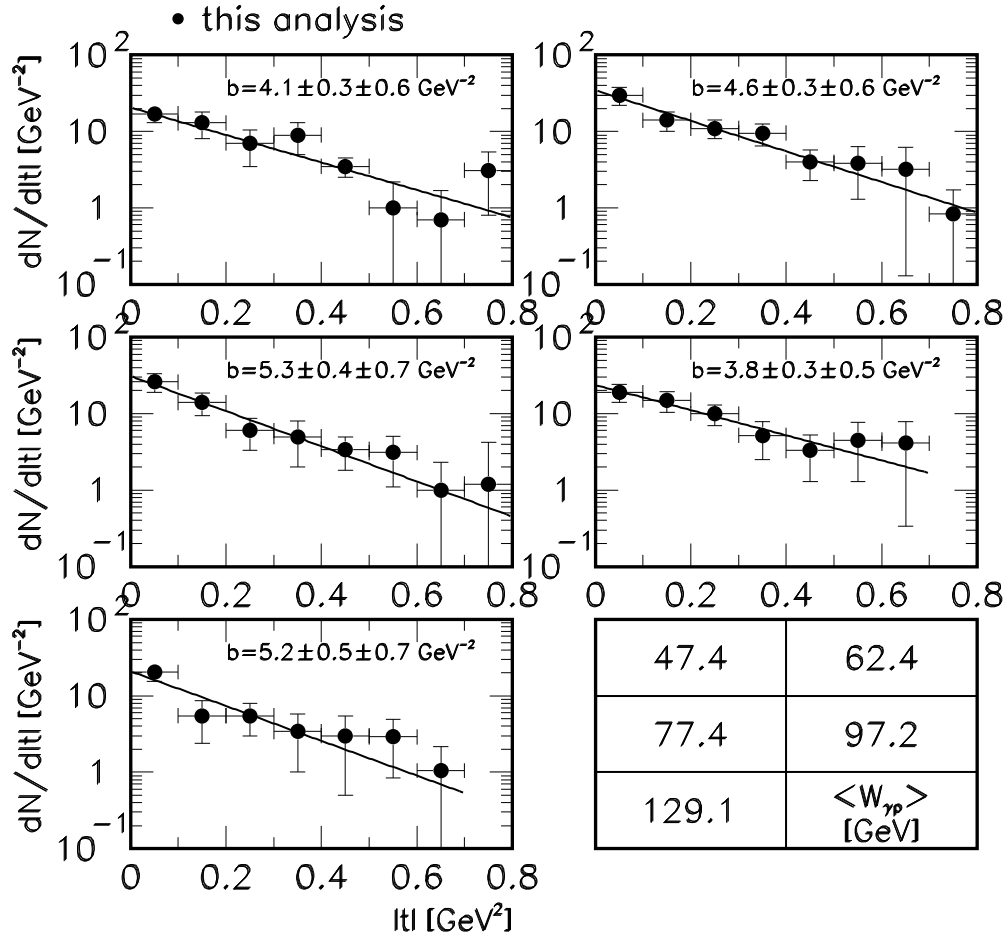 ● this analysis
dN/d|t| [GeV⁻²]
10²
10
1
10⁻¹
b=4.1±0.3±0.6 GeV⁻²
0 0.2 0.4 0.6 0.8
10²
10
1
10⁻¹
b=4.6±0.3±0.6 GeV⁻²
0 0.2 0.4 0.6 0.8
dN/d|t| [GeV⁻²]
10²
10
1
10⁻¹
b=5.3±0.4±0.7 GeV⁻²
0 0.2 0.4 0.6 0.8
10²
10
1
10⁻¹
b=3.8±0.3±0.5 GeV⁻²
0 0.2 0.4 0.6 0.8
dN/d|t| [GeV⁻²]
10²
10
1
10⁻¹
b=5.2±0.5±0.7 GeV⁻²
0 0.2 0.4 0.6 0.8
|t| [GeV²]
47.4 62.4
77.4 97.2
129.1 <Wγp>
[GeV]